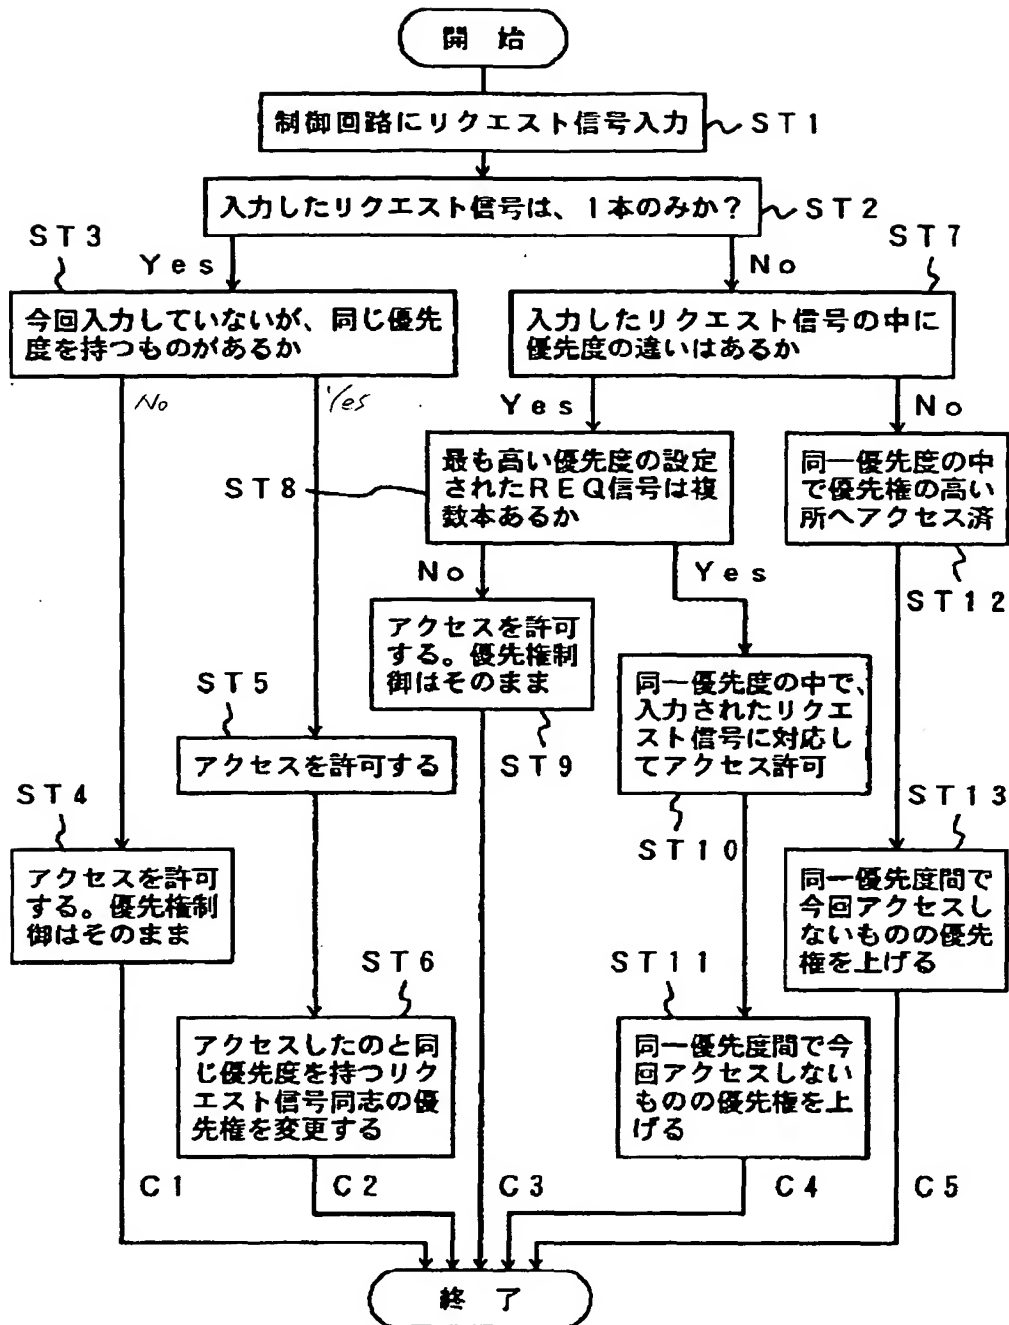 開 始
制御回路にリクエスト信号入力
ST1
入力したリクエスト信号は、1本のみか?
ST2
ST3
Yes
No
ST7
今回入力していないが、同じ優先
度を持つものがあるか
入力したリクエスト信号の中に
優先度の違いはあるか
No
Yes
Yes
No
ST8
最も高い優先度の設定
されたREQ信号は複
数本あるか
同一優先度の中
で優先権の高い
所へアクセス済
ST12
No
Yes
アクセスを許可
する。優先権制
御はそのまま
ST9
ST5
アクセスを許可する
同一優先度の中で、
入力されたリクエ
スト信号に対応し
てアクセス許可
ST10
ST4
アクセスを許可
する。優先権制
御はそのまま
ST13
同一優先度間で
今回アクセスし
ないものの優先
権を上げる
ST6
アクセスしたのと同
じ優先度を持つリク
エスト信号同志の優
先権を変更する
ST11
同一優先度間で今
回アクセスしない
ものの優先権を上
げる
C1
C2
C3
C4
C5
終 了